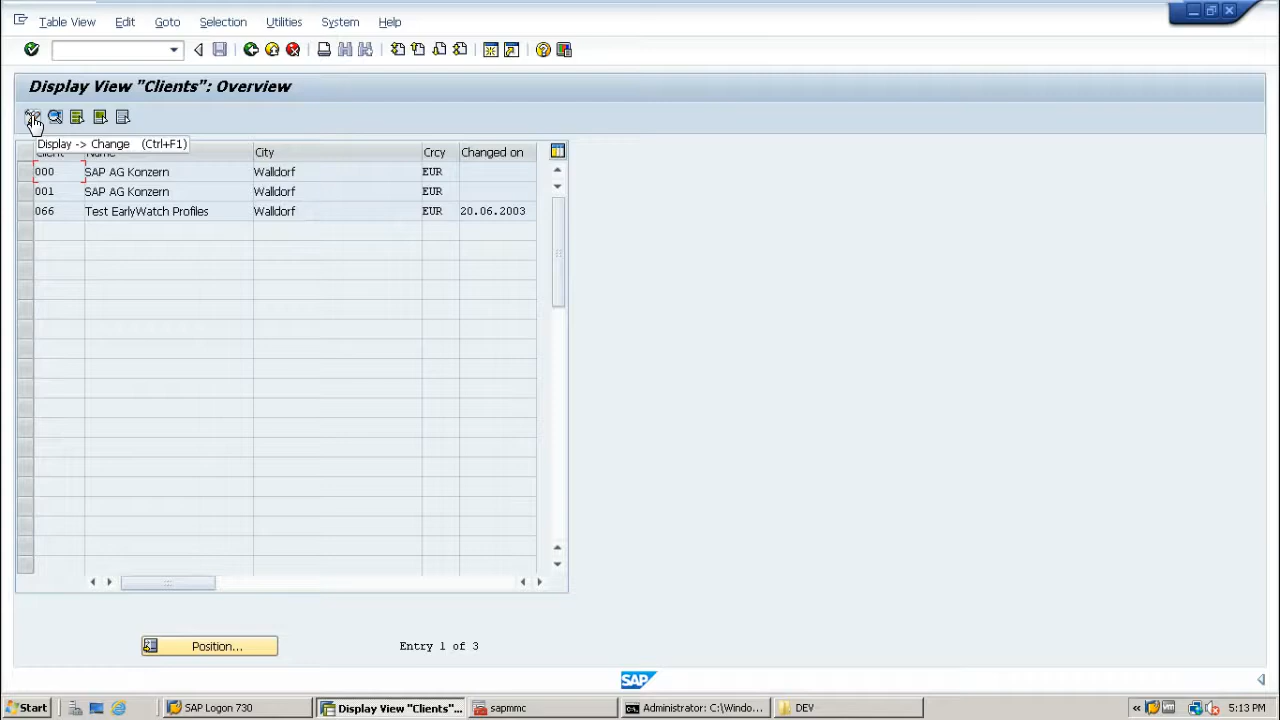 Table View Edit Goto Selection Utilities System Help
Display View "Clients": Overview
Display -> Change (Ctrl+F1)
City Crcy Changed on
000 SAP AG Konzern Walldorf EUR
001 SAP AG Konzern Walldorf EUR
066 Test EarlyWatch Profiles Walldorf EUR 20.06.2003
Position... Entry 1 of 3
SAP
Start SAP Logon 730 Display View "Clients"... sapmmc Administrator: C:\Windo... DEV « 5:13 PM